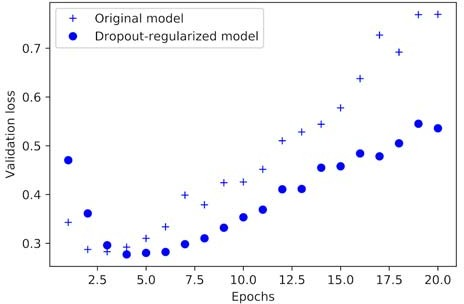 Original model
Dropout-regularized model
Validation loss
0.7
0.6
0.5
0.4
0.3
2.5 5.0 7.5 10.0 12.5 15.0 17.5 20.0
Epochs